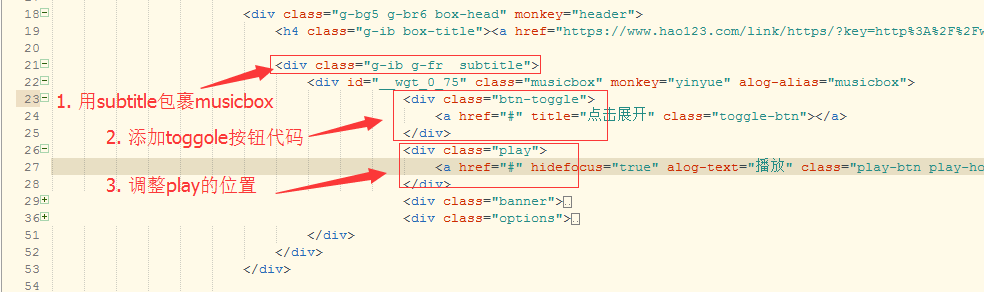 18 <div class="g-bg5 g-br6 box-head" monkey="header">
19 <h4 class="g-ib box-title"><a href="https://www.hao123.com/link/https/?key=http%3A%2F%2Fw
20
21 <div class="g-ib g-fr  subtitle">
22 <div id="__wgt_0_75" class="musicbox" monkey="yinyue" alog-alias="musicbox">
23 <div class="btn-toggle">
1. 用subtitle包裹musicbox
24 <a href="#" title="点击展开" class="toggle-btn"></a>
2. 添加toggole按钮代码
25 </div>
26 <div class="play">
27 <a href="#" hidefocus="true" alog-text="播放" class="play-btn play-ho
3. 调整play的位置
28 </div>
29 <div class="banner">..
36 <div class="options">..
51 </div>
52 </div>
53 </div>
54